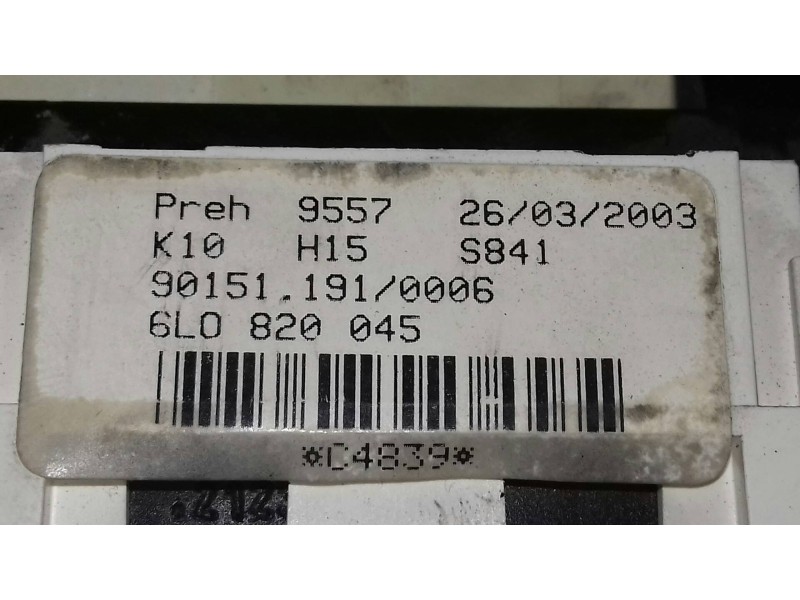 Preh 9557 26/03/2003
K10 H15 S841
90151.191/0006
6L0 820 045
*C4839*